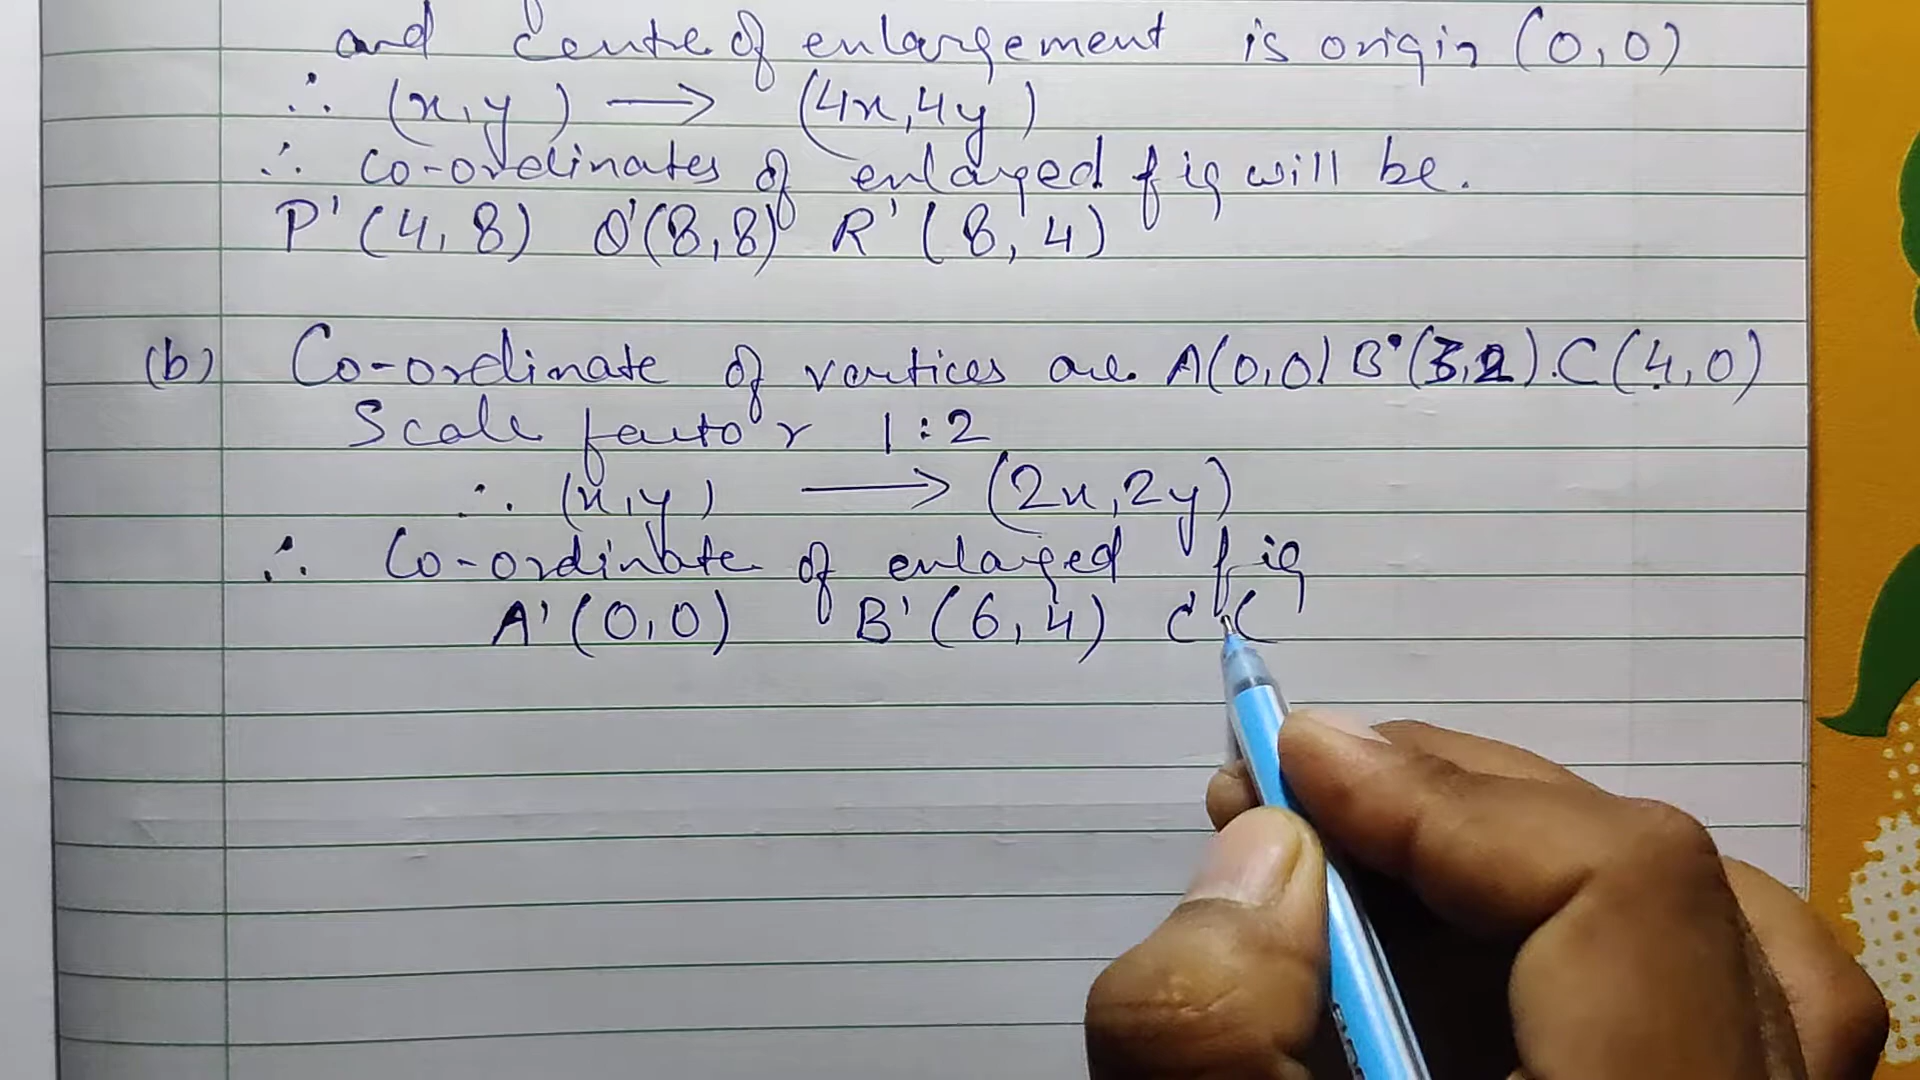 and Centre of enlargement is origin (0,0)
∴ (x,y) → (4x,4y)
∴ Co-ordinates of enlarged fig will be.
P'(4,8) Q'(8,8) R'(8,4)
(b) Co-ordinate of vertices are A(0,0) B(3,2). C(4,0)
Scale factor 1:2
∴ (x,y) → (2x,2y)
∴ Co-ordinate of enlarged fig
A'(0,0) B'(6,4) C'(